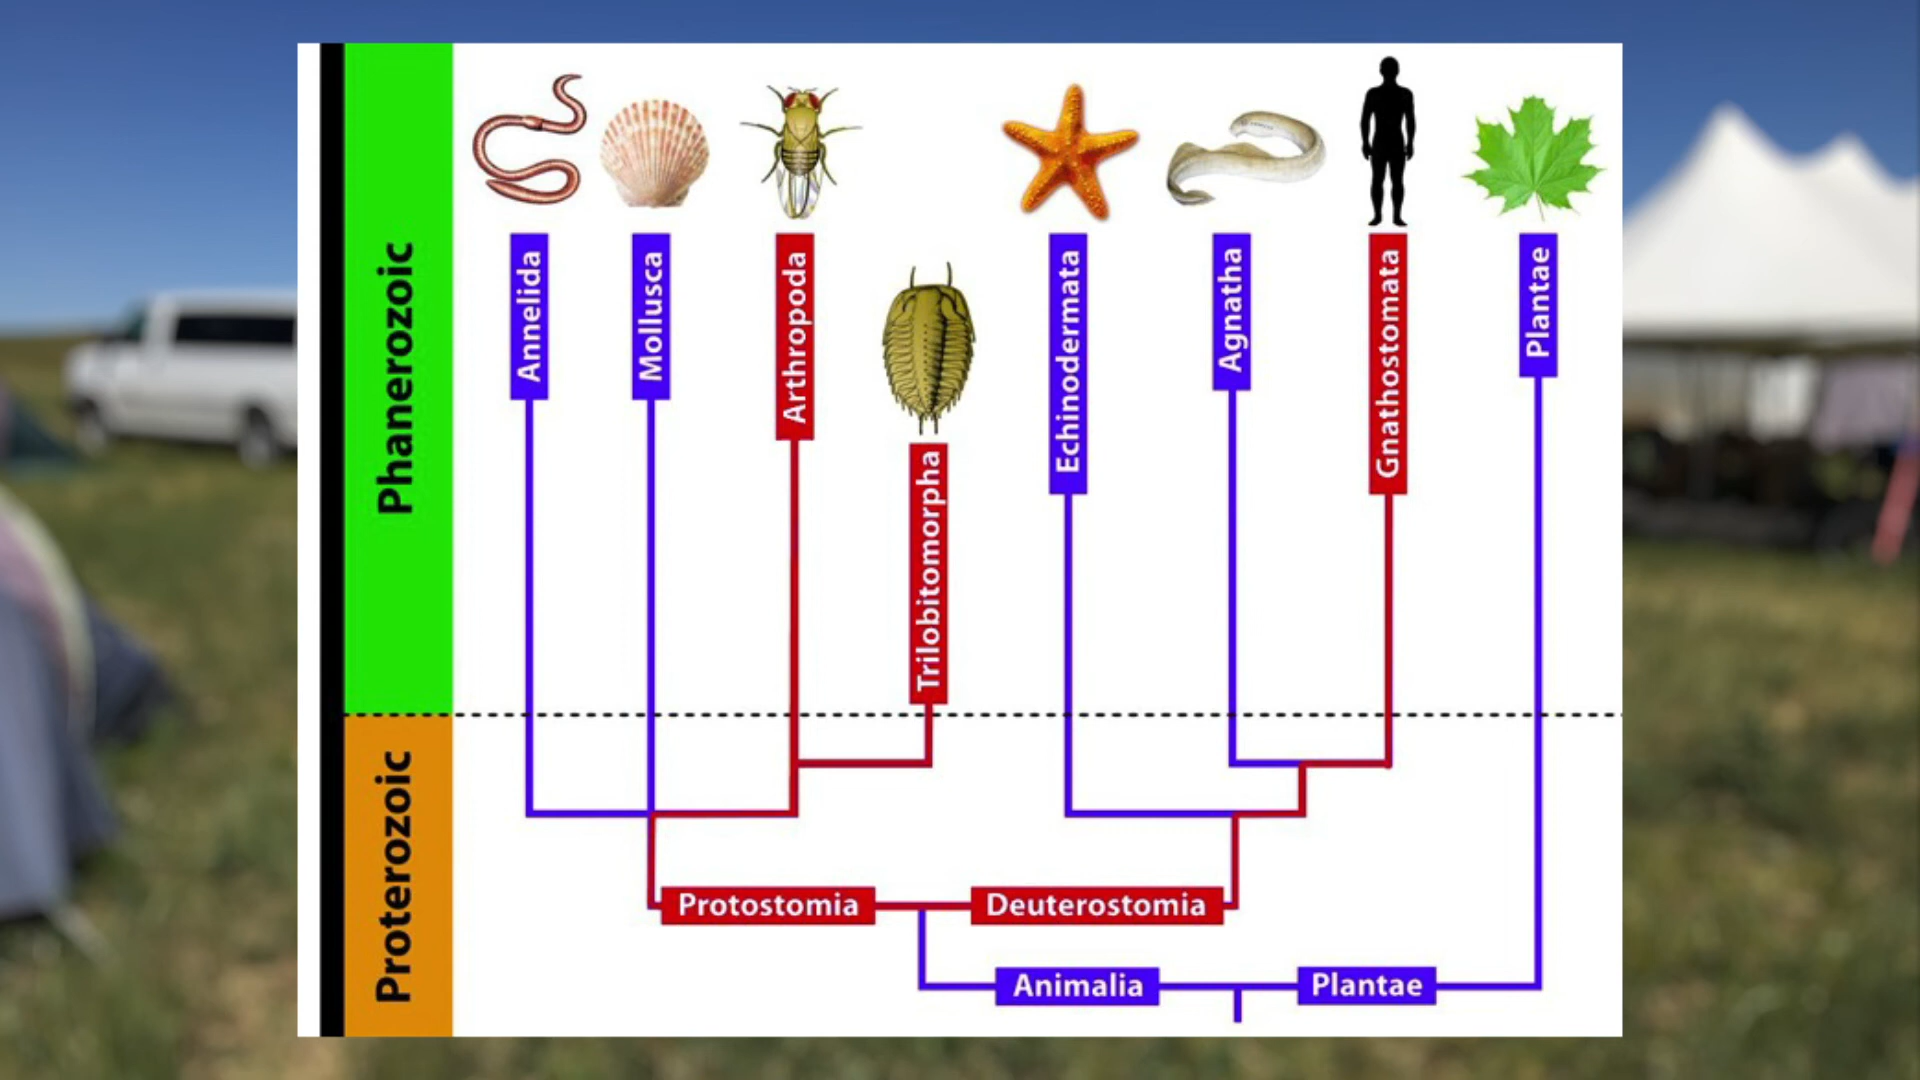 Phanerozoic
Annelida
Mollusca
Arthropoda
Trilobitomorpha
Echinodermata
Agnatha
Gnathostomata
Plantae
Proterozoic
Protostomia
Deuterostomia
Animalia
Plantae